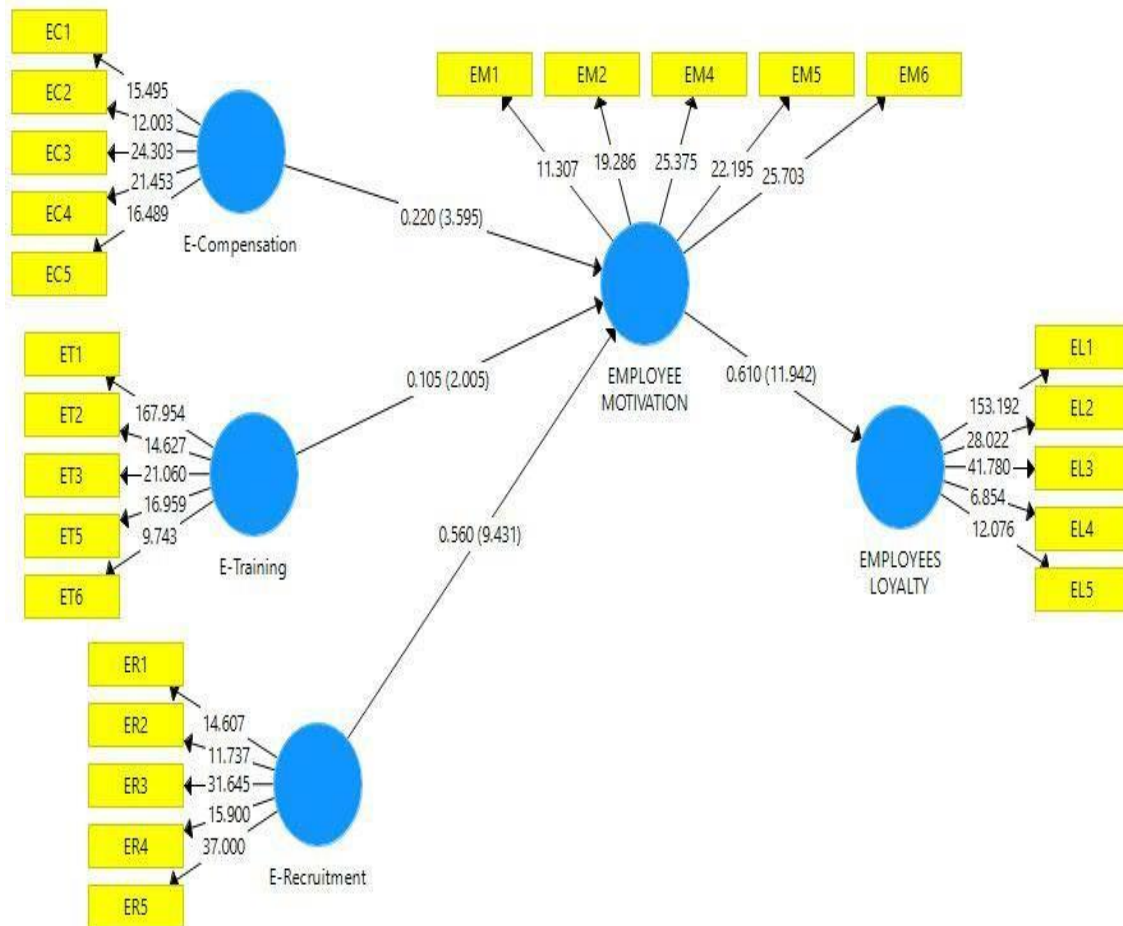 EC1
EC2
EC3
EC4
EC5
15.495
12.003
24.303
21.453
16.489
E-Compensation
EM1
EM2
EM4
EM5
EM6
11.307
19.286
25.375
22.195
25.703
0.220 (3.595)
EMPLOYEE
MOTIVATION
ET1
ET2
ET3
ET5
ET6
167.954
14.627
21.060
16.959
9.743
E-Training
0.105 (2.005)
0.610 (11.942)
EL1
EL2
EL3
EL4
EL5
153.192
28.022
41.780
6.854
12.076
EMPLOYEES
LOYALTY
0.560 (9.431)
ER1
ER2
ER3
ER4
ER5
14.607
11.737
31.645
15.900
37.000
E-Recruitment